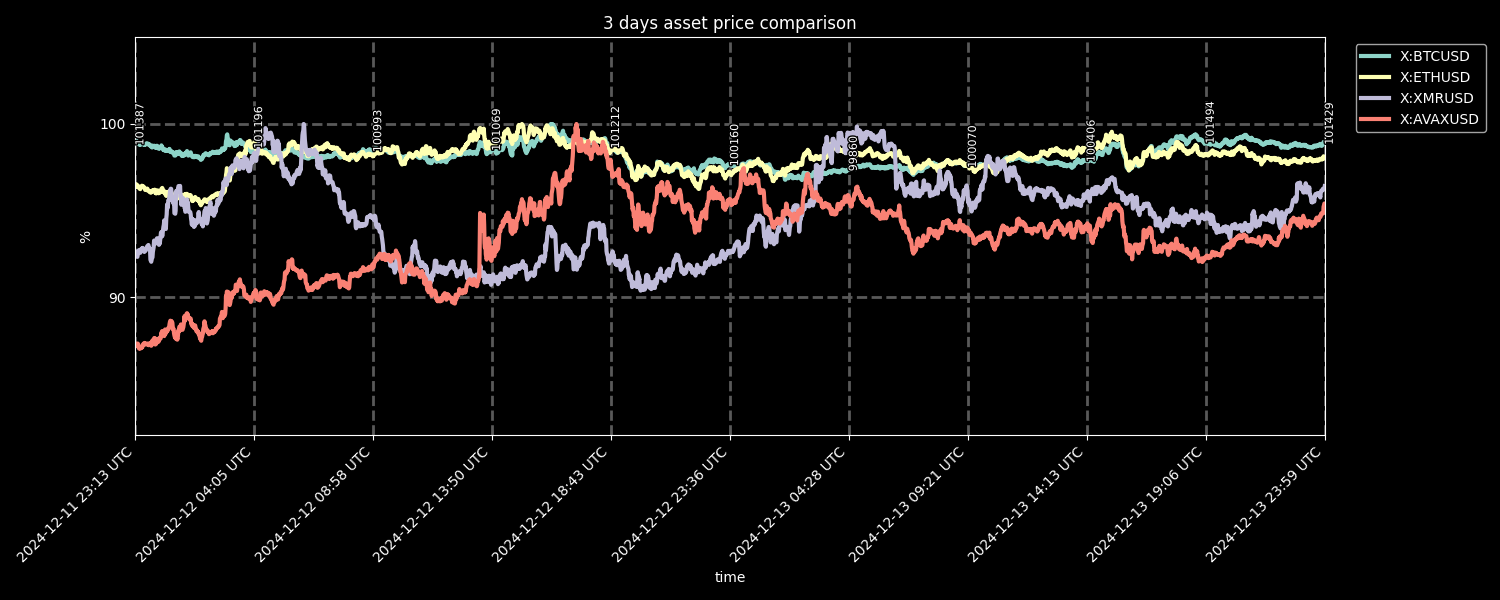 3 days asset price comparison
X:BTCUSD
X:ETHUSD
X:XMRUSD
X:AVAXUSD
100
90
%
101387
101196
100993
101069
101212
100160
99860
100070
100406
101494
101429
2024-12-11 23:13 UTC
2024-12-12 04:05 UTC
2024-12-12 08:58 UTC
2024-12-12 13:50 UTC
2024-12-12 18:43 UTC
2024-12-12 23:36 UTC
2024-12-13 04:28 UTC
2024-12-13 09:21 UTC
2024-12-13 14:13 UTC
2024-12-13 19:06 UTC
2024-12-13 23:59 UTC
time